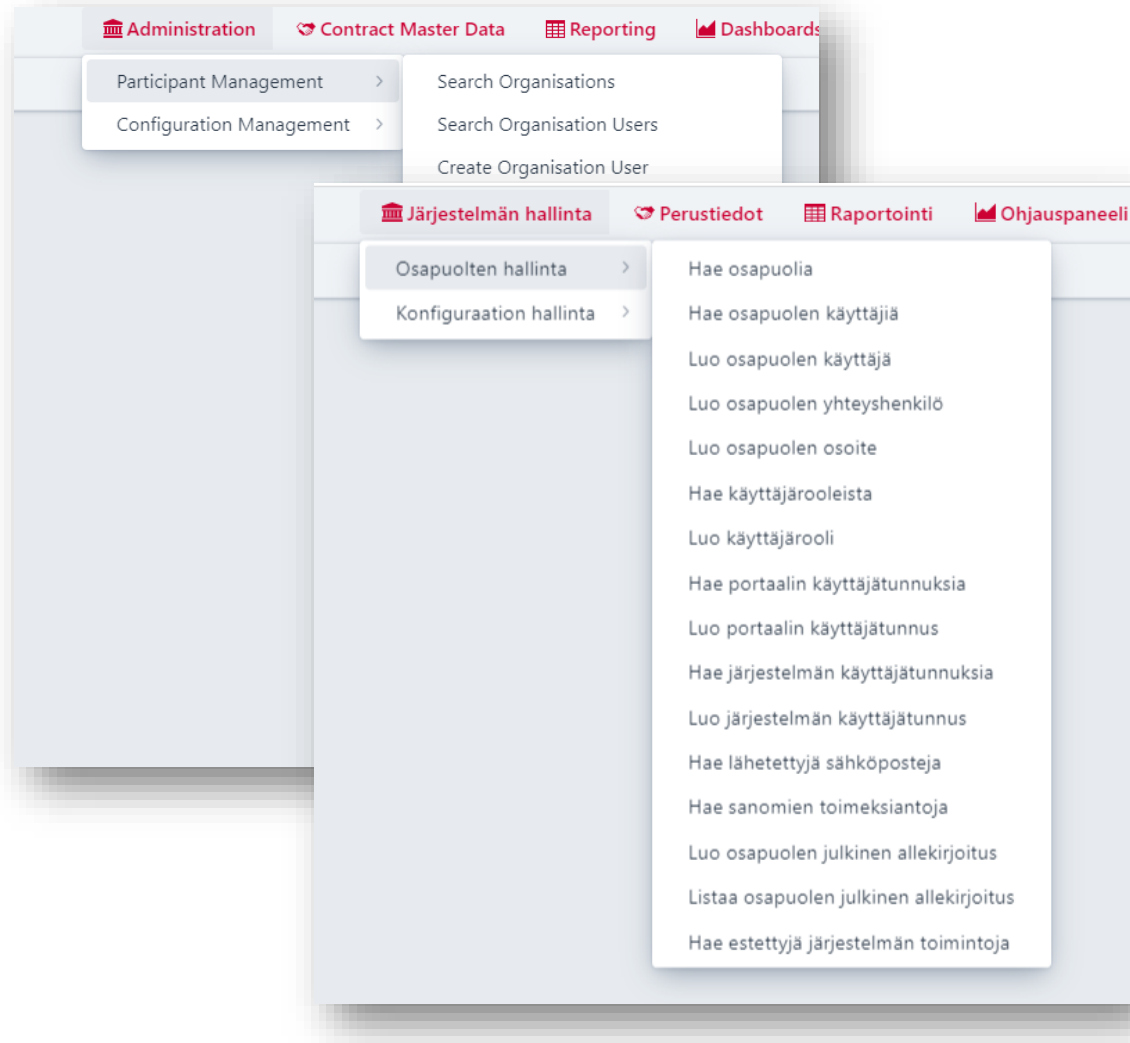 Administration Contract Master Data Reporting Dashboards
Participant Management
Configuration Management
Search Organisations
Search Organisation Users
Create Organisation User
Järjestelmän hallinta Perustiedot Raportointi Ohjauspaneeli
Osapuolten hallinta
Konfiguraation hallinta
Hae osapuolia
Hae osapuolen käyttäjiä
Luo osapuolen käyttäjä
Luo osapuolen yhteyshenkilö
Luo osapuolen osoite
Hae käyttäjärooleista
Luo käyttäjärooli
Hae portaalin käyttäjätunnuksia
Luo portaalin käyttäjätunnus
Hae järjestelmän käyttäjätunnuksia
Luo järjestelmän käyttäjätunnus
Hae lähetettyjä sähköposteja
Hae sanomien toimeksiantoja
Luo osapuolen julkinen allekirjoitus
Listaa osapuolen julkinen allekirjoitus
Hae estettyjä järjestelmän toimintoja